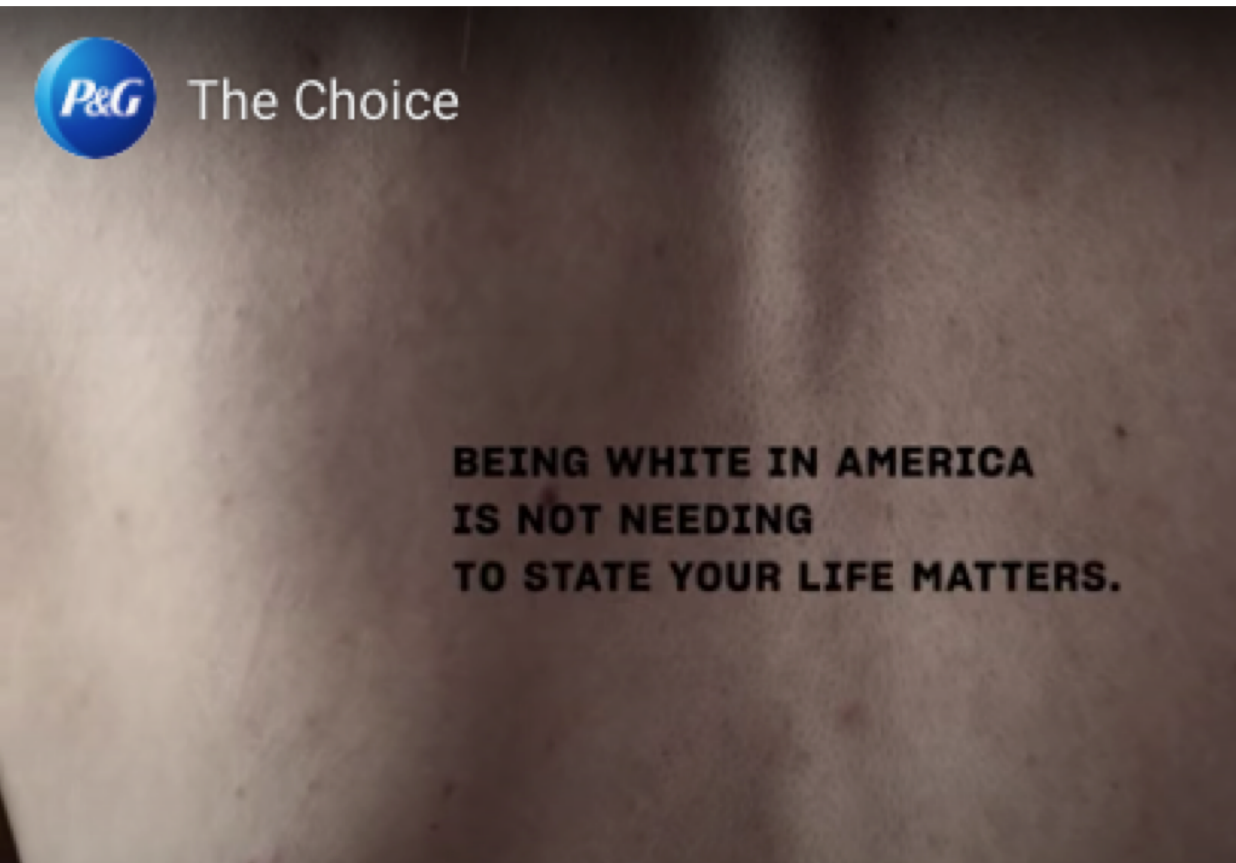 P&G The Choice
BEING WHITE IN AMERICA
IS NOT NEEDING
TO STATE YOUR LIFE MATTERS.